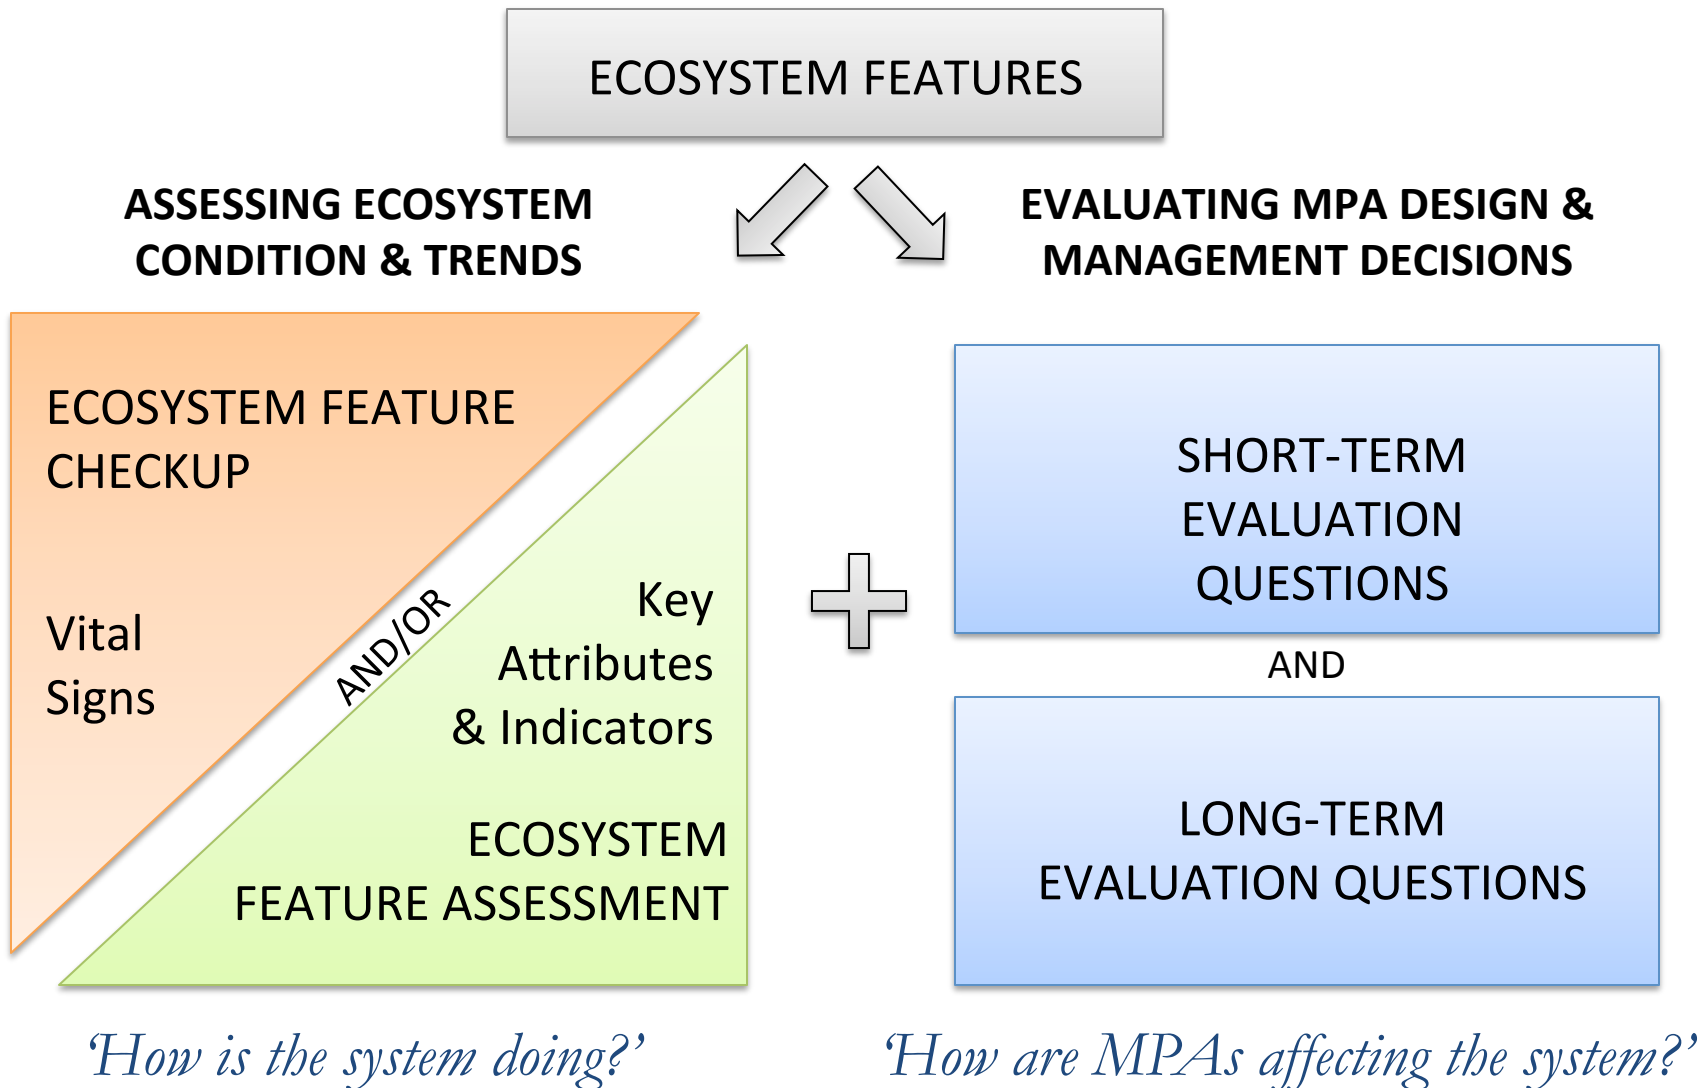 ECOSYSTEM FEATURES
ASSESSING ECOSYSTEM
CONDITION & TRENDS
EVALUATING MPA DESIGN &
MANAGEMENT DECISIONS
ECOSYSTEM FEATURE
CHECKUP
Vital
Signs
AND/OR
Key
Attributes
& Indicators
ECOSYSTEM
FEATURE ASSESSMENT
SHORT-TERM
EVALUATION
QUESTIONS
AND
LONG-TERM
EVALUATION QUESTIONS
‘How is the system doing?’
‘How are MPAs affecting the system?’